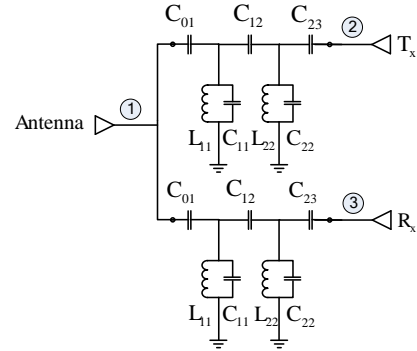 C01 C12 C23 2
Tx
1
Antenna
L11 C11 L22 C22
C01 C12 C23 3
Rx
L11 C11 L22 C22